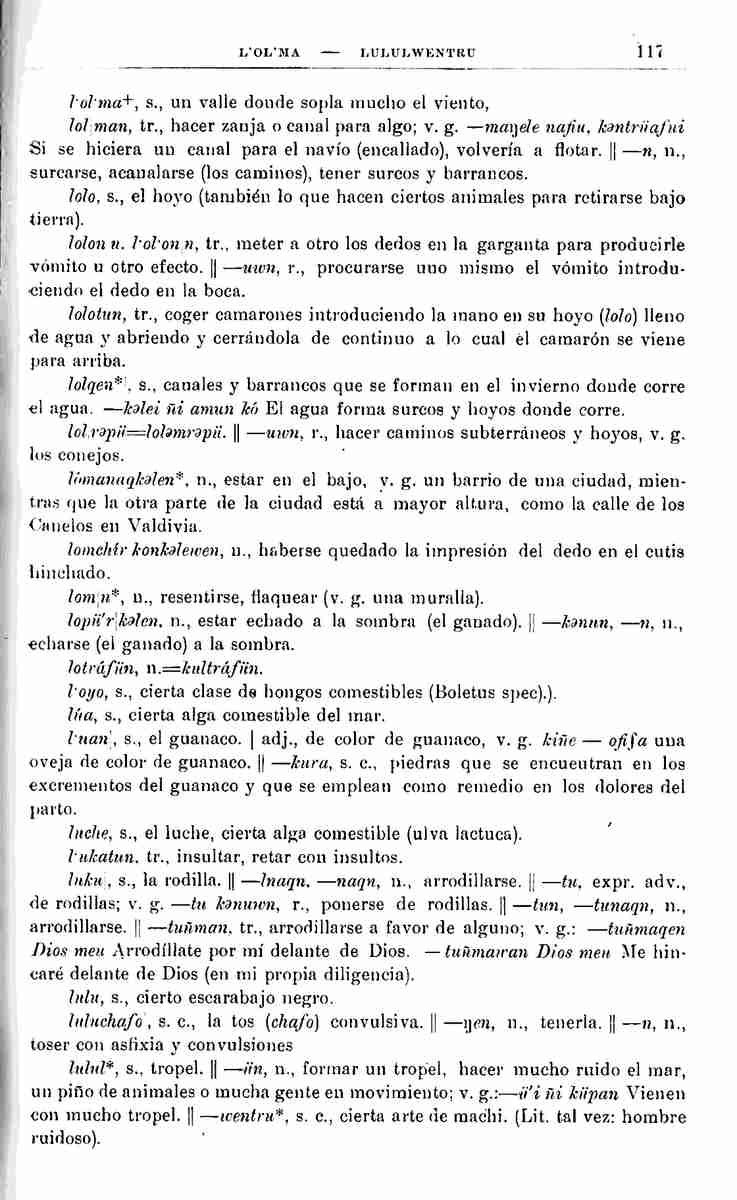 L'OL'MA — LULULWENTRU 117
l·ol·ma+, s., un valle donde sopla mucho el viento,
lol man, tr., hacer zanja o canal para algo; v. g. —maŋele nafiu, kəntrüafui
Si se hiciera un canal para el navío (encallado), volvería a flotar. || —n, n.,
surcarse, acanalarse (los caminos), tener surcos y barrancos.
lolo, s., el hoyo (también lo que hacen ciertos animales para retirarse bajo
tierra).
lolon u. l·ol·on n, tr., meter a otro los dedos en la garganta para producirle
vómito u otro efecto. || —uwn, r., procurarse uno mismo el vómito introdu-
ciendo el dedo en la boca.
lolotun, tr., coger camarones introduciendo la mano en su hoyo (lolo) lleno
de agua y abriendo y cerrándola de continuo a lo cual el camarón se viene
para arriba.
lolqen*, s., canales y barrancos que se forman en el invierno donde corre
el agua. —kəlei ñi amun kó El agua forma surcos y hoyos donde corre.
lol rəpü=loləmrəpü. || —uwn, r., hacer caminos subterráneos y hoyos, v. g.
los conejos.
lómanaqkəlen*, n., estar en el bajo, v. g. un barrio de una ciudad, mien-
tras que la otra parte de la ciudad está a mayor altura, como la calle de los
Canelos en Valdivia.
lomchír konkəlewen, n., haberse quedado la impresión del dedo en el cutis
hinchado.
lom n*, n., resentirse, flaquear (v. g. una muralla).
lopü'r kəlen, n., estar echado a la sombra (el ganado). || —kənun, —n, n.,
echarse (el ganado) a la sombra.
lotráfün, n.=kultráfün.
l·oyo, s., cierta clase de hongos comestibles (Boletus spec).).
lúa, s., cierta alga comestible del mar.
l·uan, s., el guanaco. | adj., de color de guanaco, v. g. kiñe — ofiʃa una
oveja de color de guanaco. || —kura, s. c., piedras que se encuentran en los
excrementos del guanaco y que se emplean como remedio en los dolores del
parto.
luche, s., el luche, cierta alga comestible (ulva lactuca).
l·ukatun, tr., insultar, retar con insultos.
luku, s., la rodilla. || —lnaqn, —naqn, n., arrodillarse. || —tu, expr. adv.,
de rodillas; v. g. —tu kənuwn, r., ponerse de rodillas. || —tun, —tunaqn, n.,
arrodillarse. || —tuñman, tr., arrodillarse a favor de alguno; v. g.: —tuñmaqen
Dios meu Arrodíllate por mí delante de Dios. —tuñmawan Dios meu Me hin-
caré delante de Dios (en mi propia diligencia).
lulu, s., cierto escarabajo negro.
luluchafo, s. c., la tos (chafo) convulsiva. || —ŋen, n., tenerla. || —n, n.,
toser con asfixia y convulsiones
lulul*, s., tropel. || —ün, n., formar un tropel, hacer mucho ruido el mar,
un piño de animales o mucha gente en movimiento; v. g.:—ü'i ñi küpan Vienen
con mucho tropel. || —wentru*, s. c., cierta arte de machi. (Lit. tal vez: hombre
ruidoso).